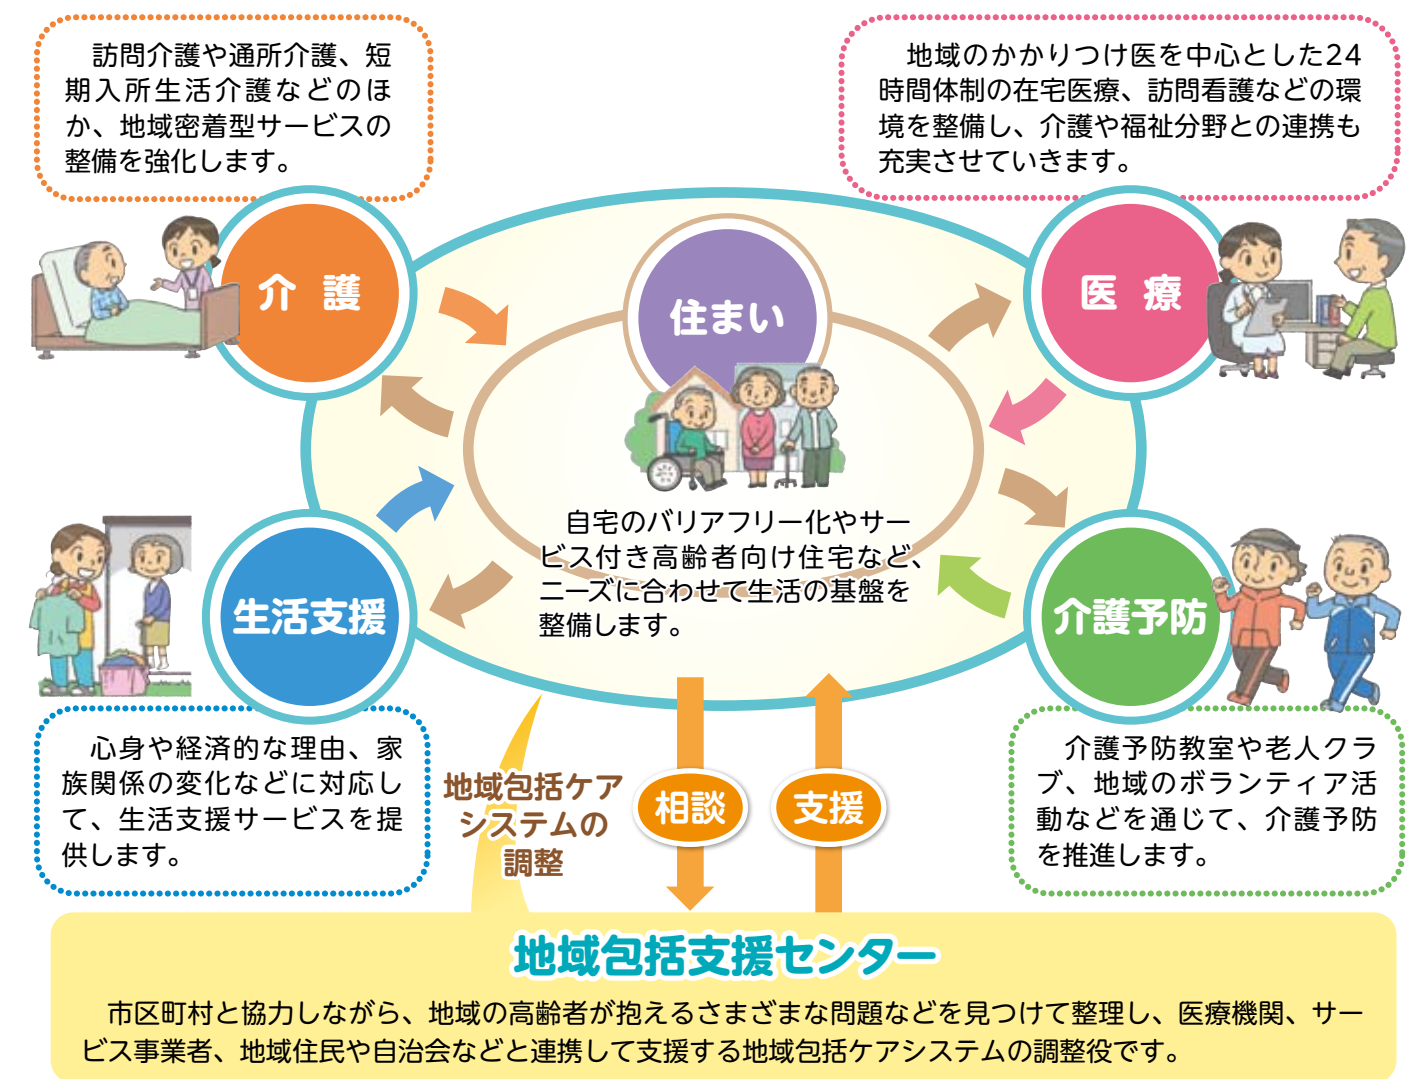 訪問介護や通所介護、短
期入所生活介護などのほ
か、地域密着型サービスの
整備を強化します。
地域のかかりつけ医を中心とした24
時間体制の在宅医療、訪問看護などの環
境を整備し、介護や福祉分野との連携も
充実させていきます。
介護
住まい
医療
自宅のバリアフリー化やサー
ビス付き高齢者向け住宅など、
ニーズに合わせて生活の基盤を
整備します。
生活支援
介護予防
心身や経済的な理由、家
族関係の変化などに対応し
て、生活支援サービスを提
供します。
地域包括ケア
システムの
調整
相談
支援
介護予防教室や老人クラ
ブ、地域のボランティア活
動などを通じて、介護予防
を推進します。
地域包括支援センター
市区町村と協力しながら、地域の高齢者が抱えるさまざまな問題などを見つけて整理し、医療機関、サー
ビス事業者、地域住民や自治会などと連携して支援する地域包括ケアシステムの調整役です。